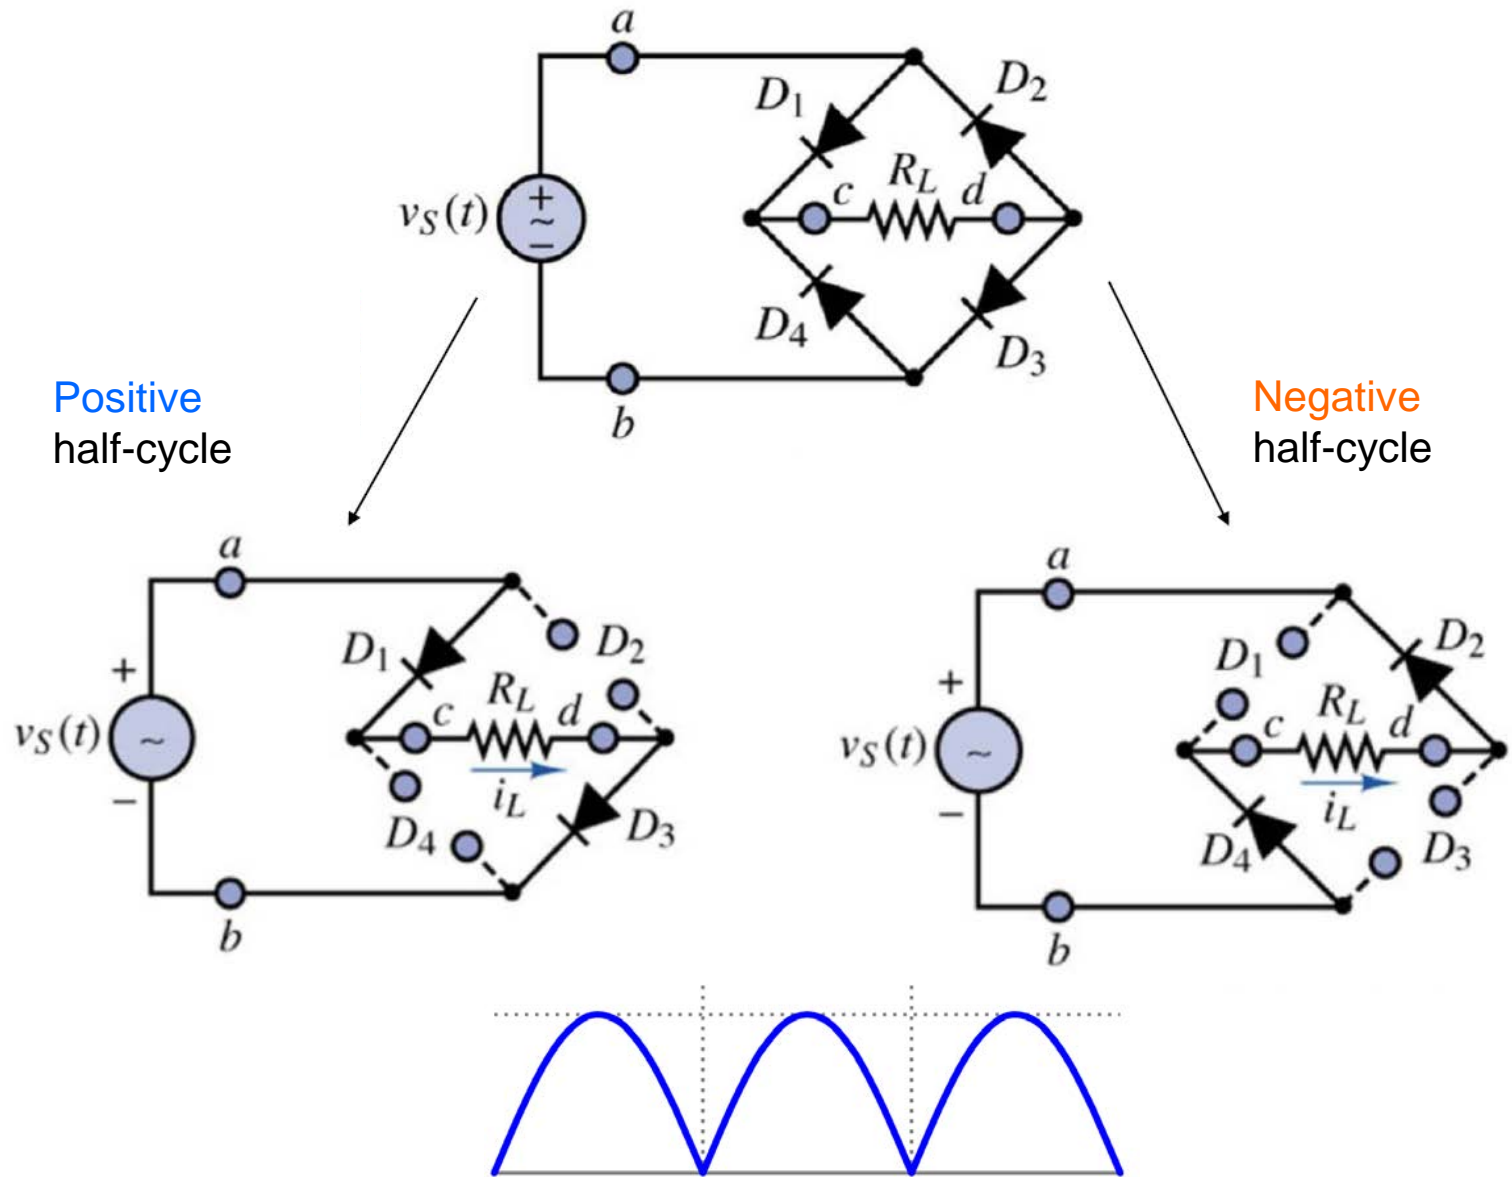 a
D1
D2
vS(t)
+
~
−
c
RL
d
D4
D3
b
Positive
half-cycle
Negative
half-cycle
a
D1
D2
+
vS(t)
~
−
c
RL
d
iL
D4
D3
b
a
D1
D2
+
vS(t)
~
−
c
RL
d
iL
D4
D3
b